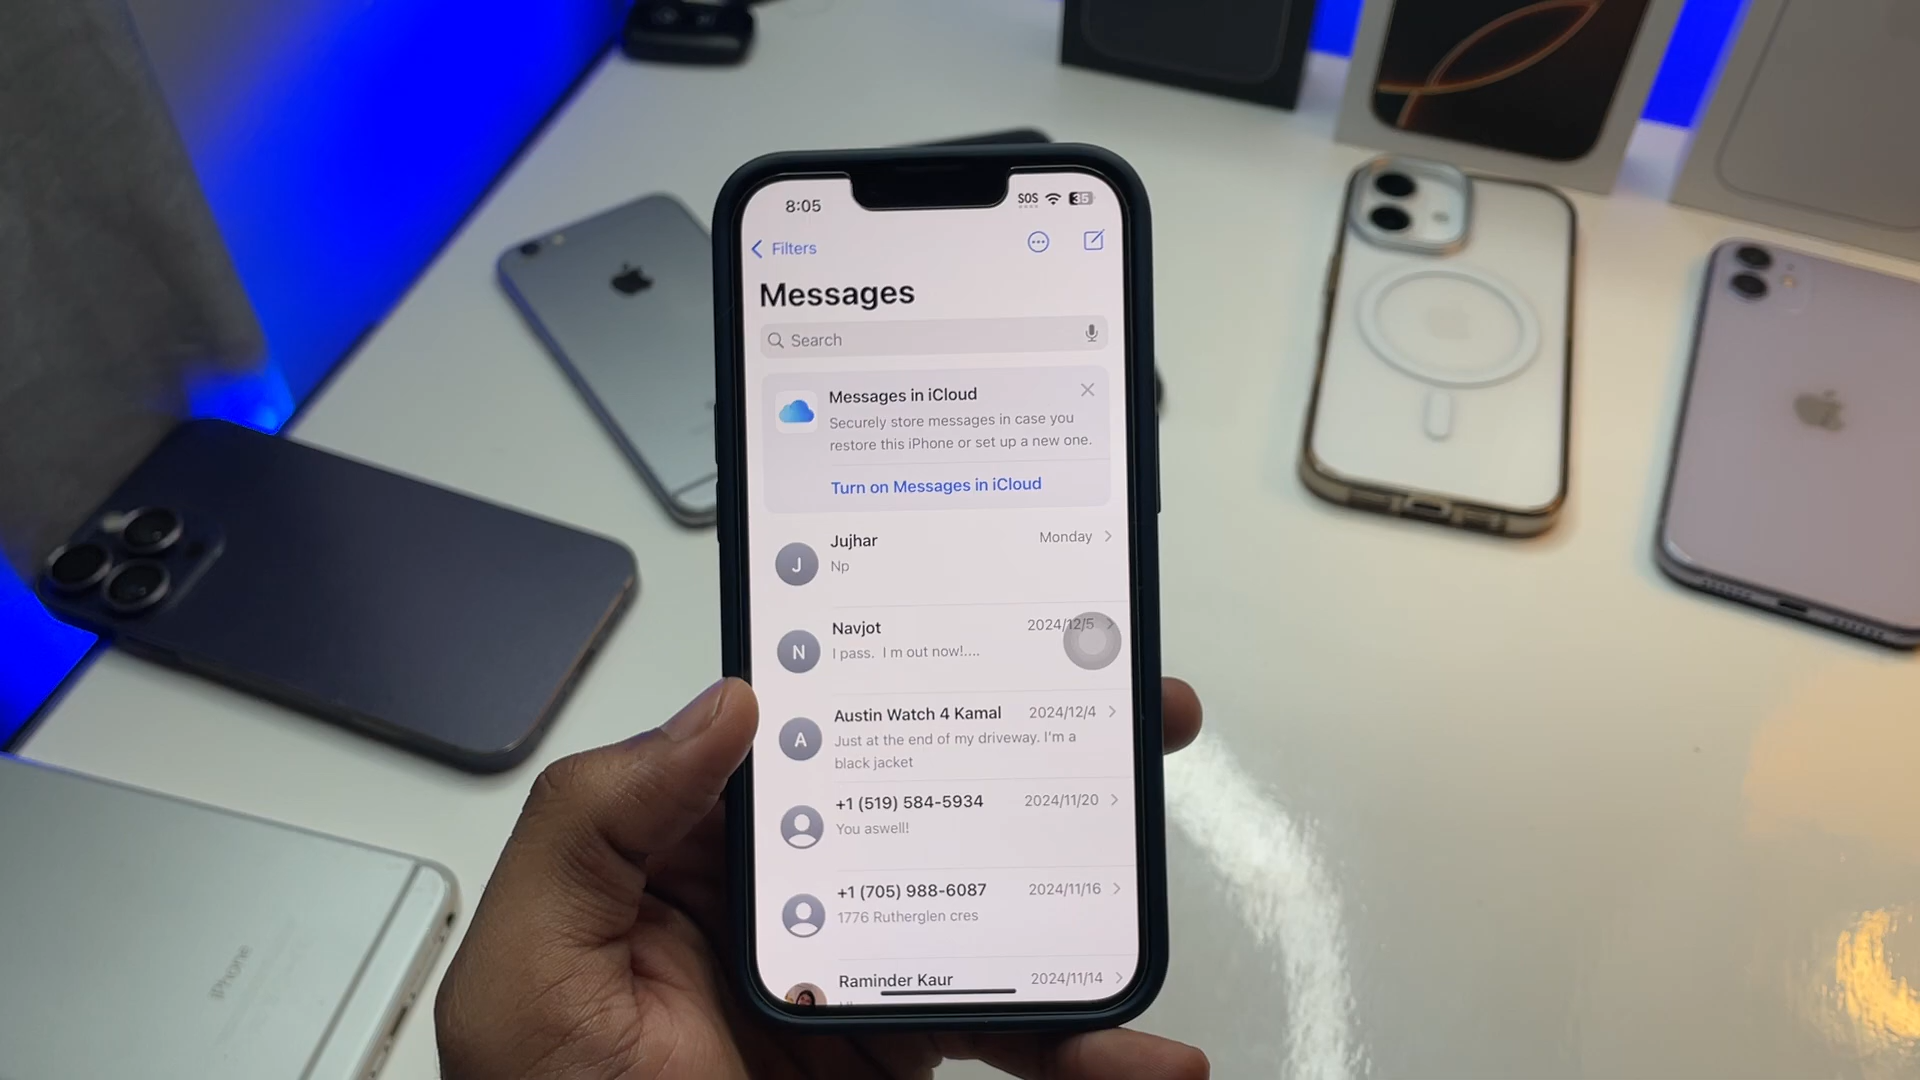 8:05
SOS
35
Filters
Messages
Search
Messages in iCloud
Securely store messages in case you
restore this iPhone or set up a new one.
Turn on Messages in iCloud
Jujhar
Monday
J
Np
Navjot
2024/12/5
N
I pass. I m out now!....
Austin Watch 4 Kamal
2024/12/4
A
Just at the end of my driveway. I'm a
black jacket
+1 (519) 584-5934
2024/11/20
You aswell!
+1 (705) 988-6087
2024/11/16
1776 Rutherglen cres
Raminder Kaur
2024/11/14
iPhone